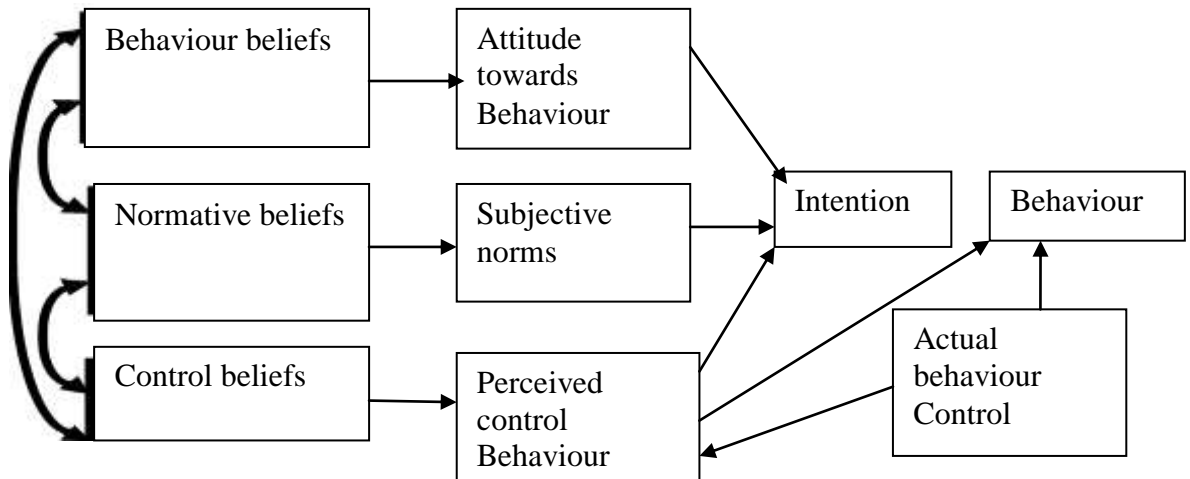 Behaviour beliefs
Attitude
towards
Behaviour
Normative beliefs
Subjective
norms
Intention
Behaviour
Control beliefs
Perceived
control
Behaviour
Actual
behaviour
Control